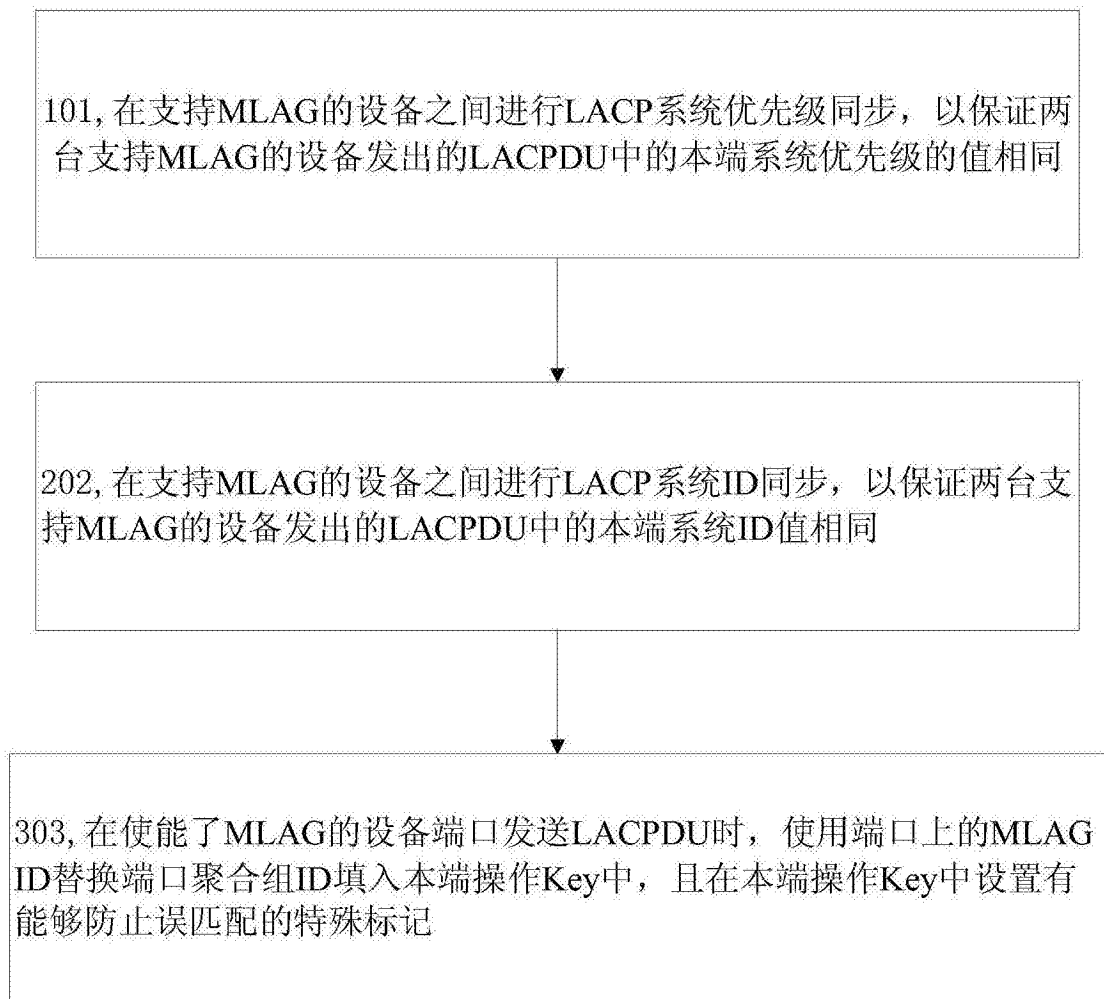 101,在支持MLAG的设备之间进行LACP系统优先级同步，以保证两
台支持MLAG的设备发出的LACPDU中的本端系统优先级的值相同
202,在支持MLAG的设备之间进行LACP系统ID同步，以保证两台支
持MLAG的设备发出的LACPDU中的本端系统ID值相同
303,在使能了MLAG的设备端口发送LACPDU时，使用端口上的MLAG
ID替换端口聚合组ID填入本端操作Key中，且在本端操作Key中设置有
能够防止误匹配的特殊标记